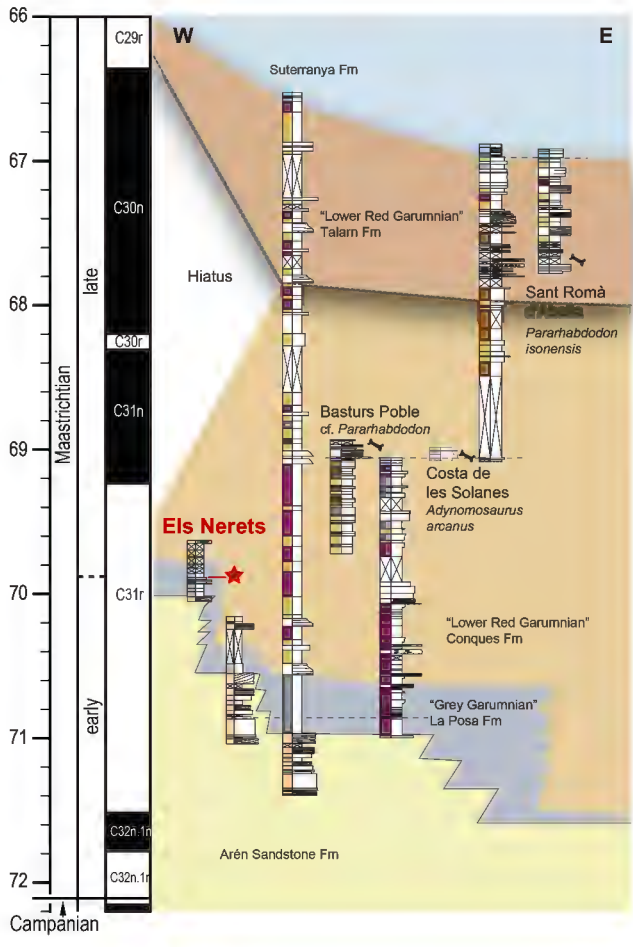 66
W
E
C29r
Suterranya Fm
67
C30n
"Lower Red Garumnian"
Talarn Fm
late
Hiatus
68
Sant Romà
d'Abella
Pararhabdodon
isonensis
C30r
C31n
Maastrichtian
Basturs Poble
cf. Pararhabdodon
69
Costa de
les Solanes
Adynomosaurus
arcanus
Els Nerets
70
C31r
"Lower Red Garumnian"
Conques Fm
early
"Grey Garumnian"
La Posa Fm
71
C32n.1n
Arén Sandstone Fm
C32n.1r
72
Campanian